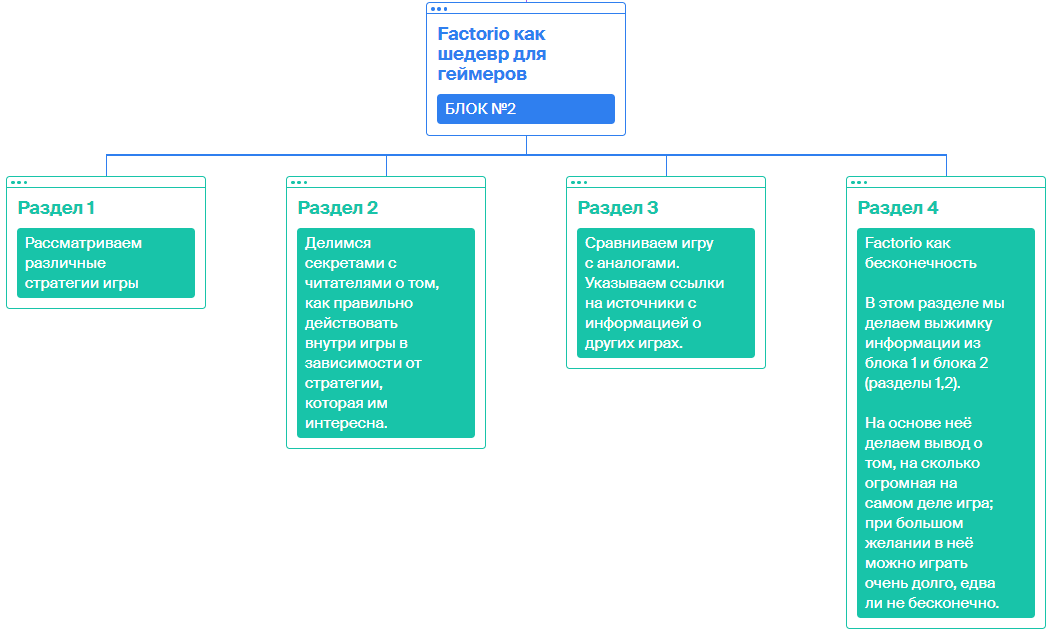 Factorio как
шедевр для
геймеров
БЛОК №2
Раздел 1
Рассматриваем
различные
стратегии игры
Раздел 2
Делимся
секретами с
читателями о том,
как правильно
действовать
внутри игры в
зависимости от
стратегии,
которая им
интересна.
Раздел 3
Сравниваем игру
с аналогами.
Указываем ссылки
на источники с
информацией о
других играх.
Раздел 4
Factorio как
бесконечность
В этом разделе мы
делаем выжимку
информации из
блока 1 и блока 2
(разделы 1,2).
На основе неё
делаем вывод о
том, на сколько
огромная на
самом деле игра;
при большом
желании в неё
можно играть
очень долго, едва
ли не бесконечно.